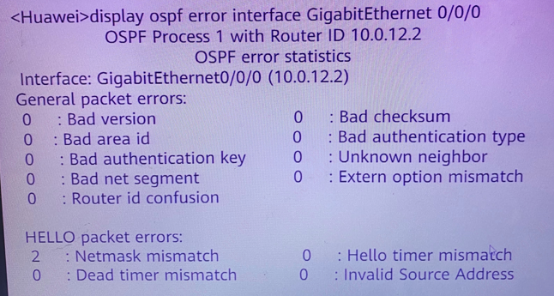 <Huawei>display ospf error interface GigabitEthernet 0/0/0
OSPF Process 1 with Router ID 10.0.12.2
OSPF error statistics
Interface: GigabitEthernet0/0/0 (10.0.12.2)
General packet errors:
0 : Bad version 0 : Bad checksum
0 : Bad area id 0 : Bad authentication type
0 : Bad authentication key 0 : Unknown neighbor
0 : Bad net segment 0 : Extern option mismatch
0 : Router id confusion
HELLO packet errors:
2 : Netmask mismatch 0 : Hello timer mismatch
0 : Dead timer mismatch 0 : Invalid Source Address